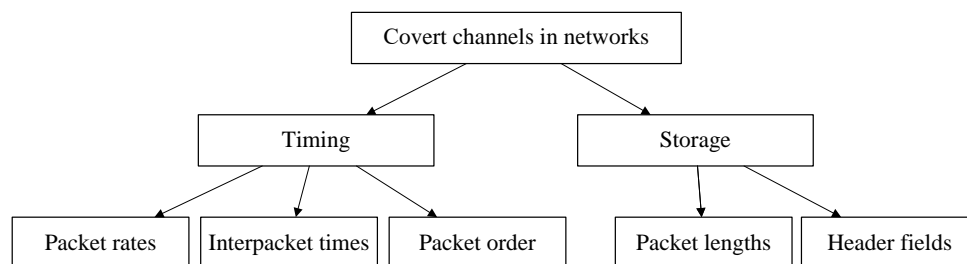 Covert channels in networks
Timing
Storage
Packet rates
Interpacket times
Packet order
Packet lengths
Header fields